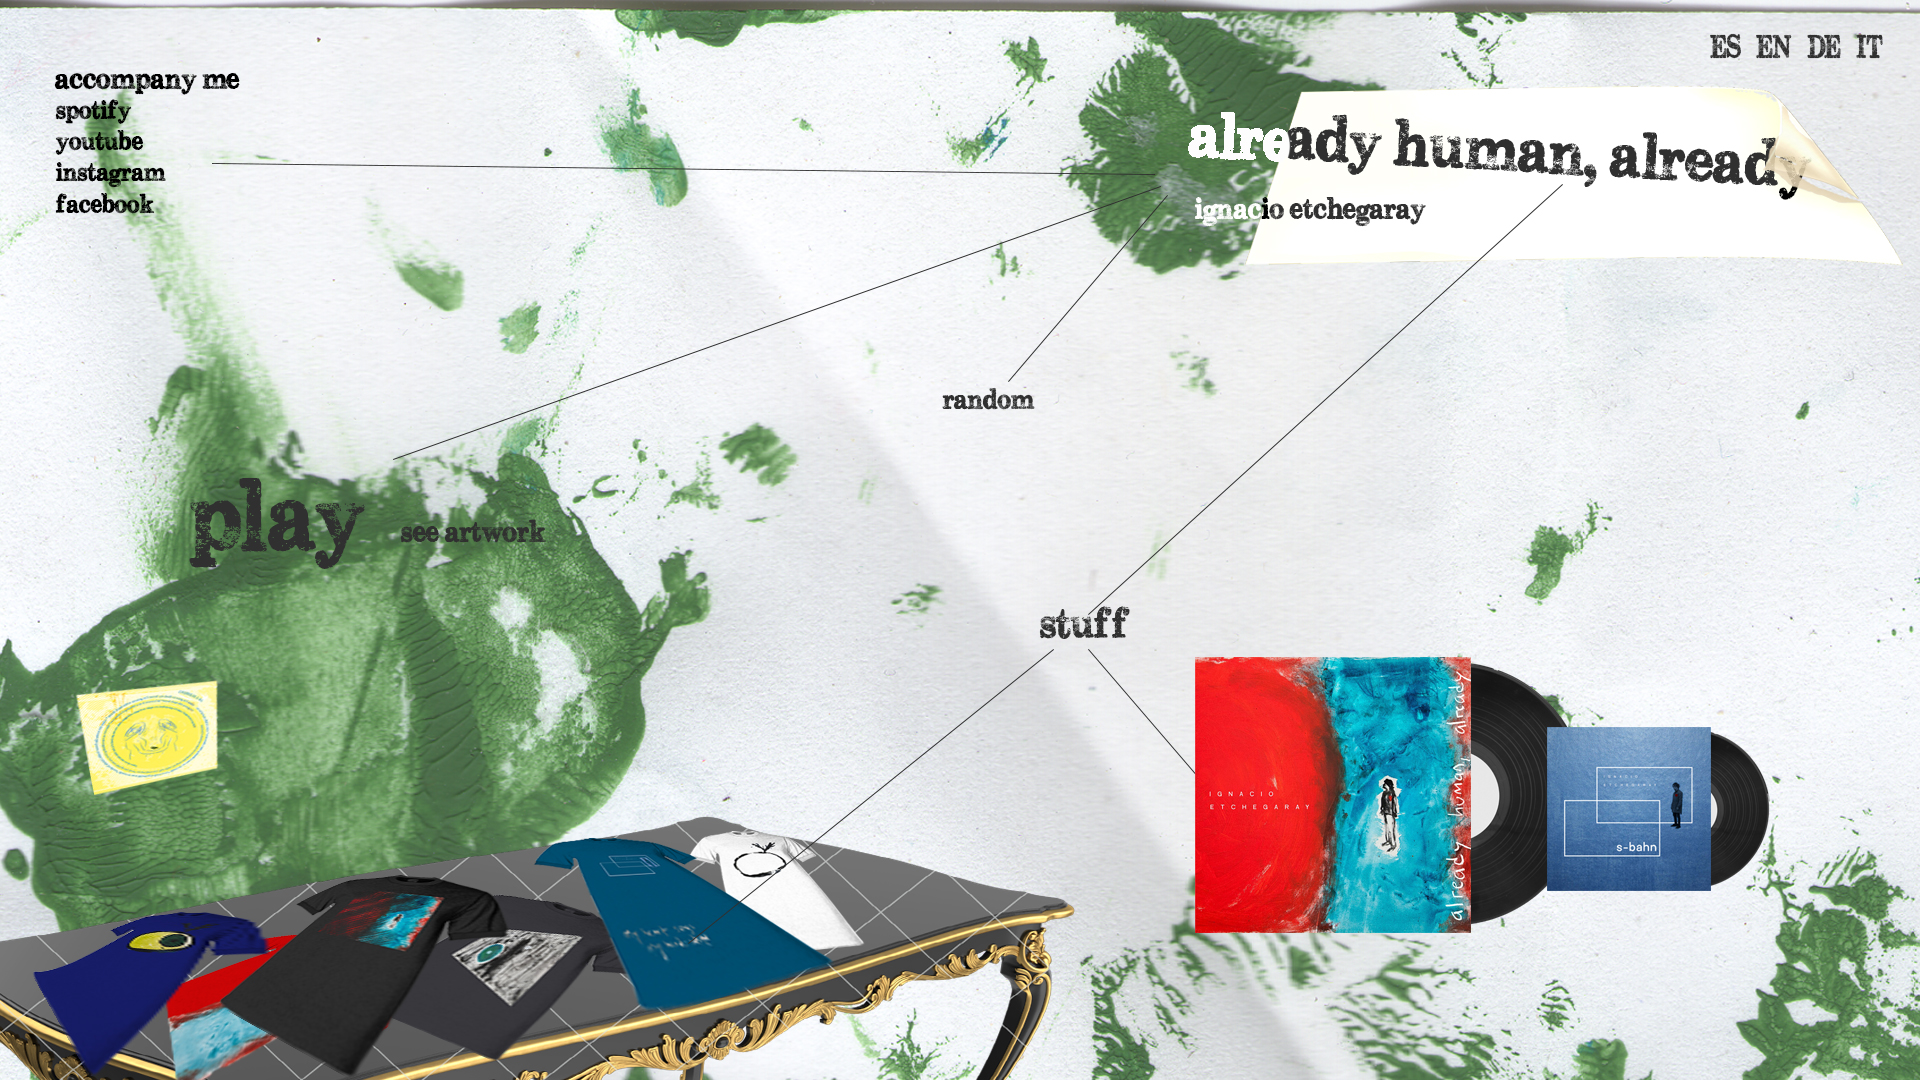 ES EN DE IT
accompany me
spotify
youtube
instagram
facebook
already human, already
ignacio etchegaray
random
play
see artwork
stuff
IGNACIO
ETCHEGARAY
already human, already
s-bahn